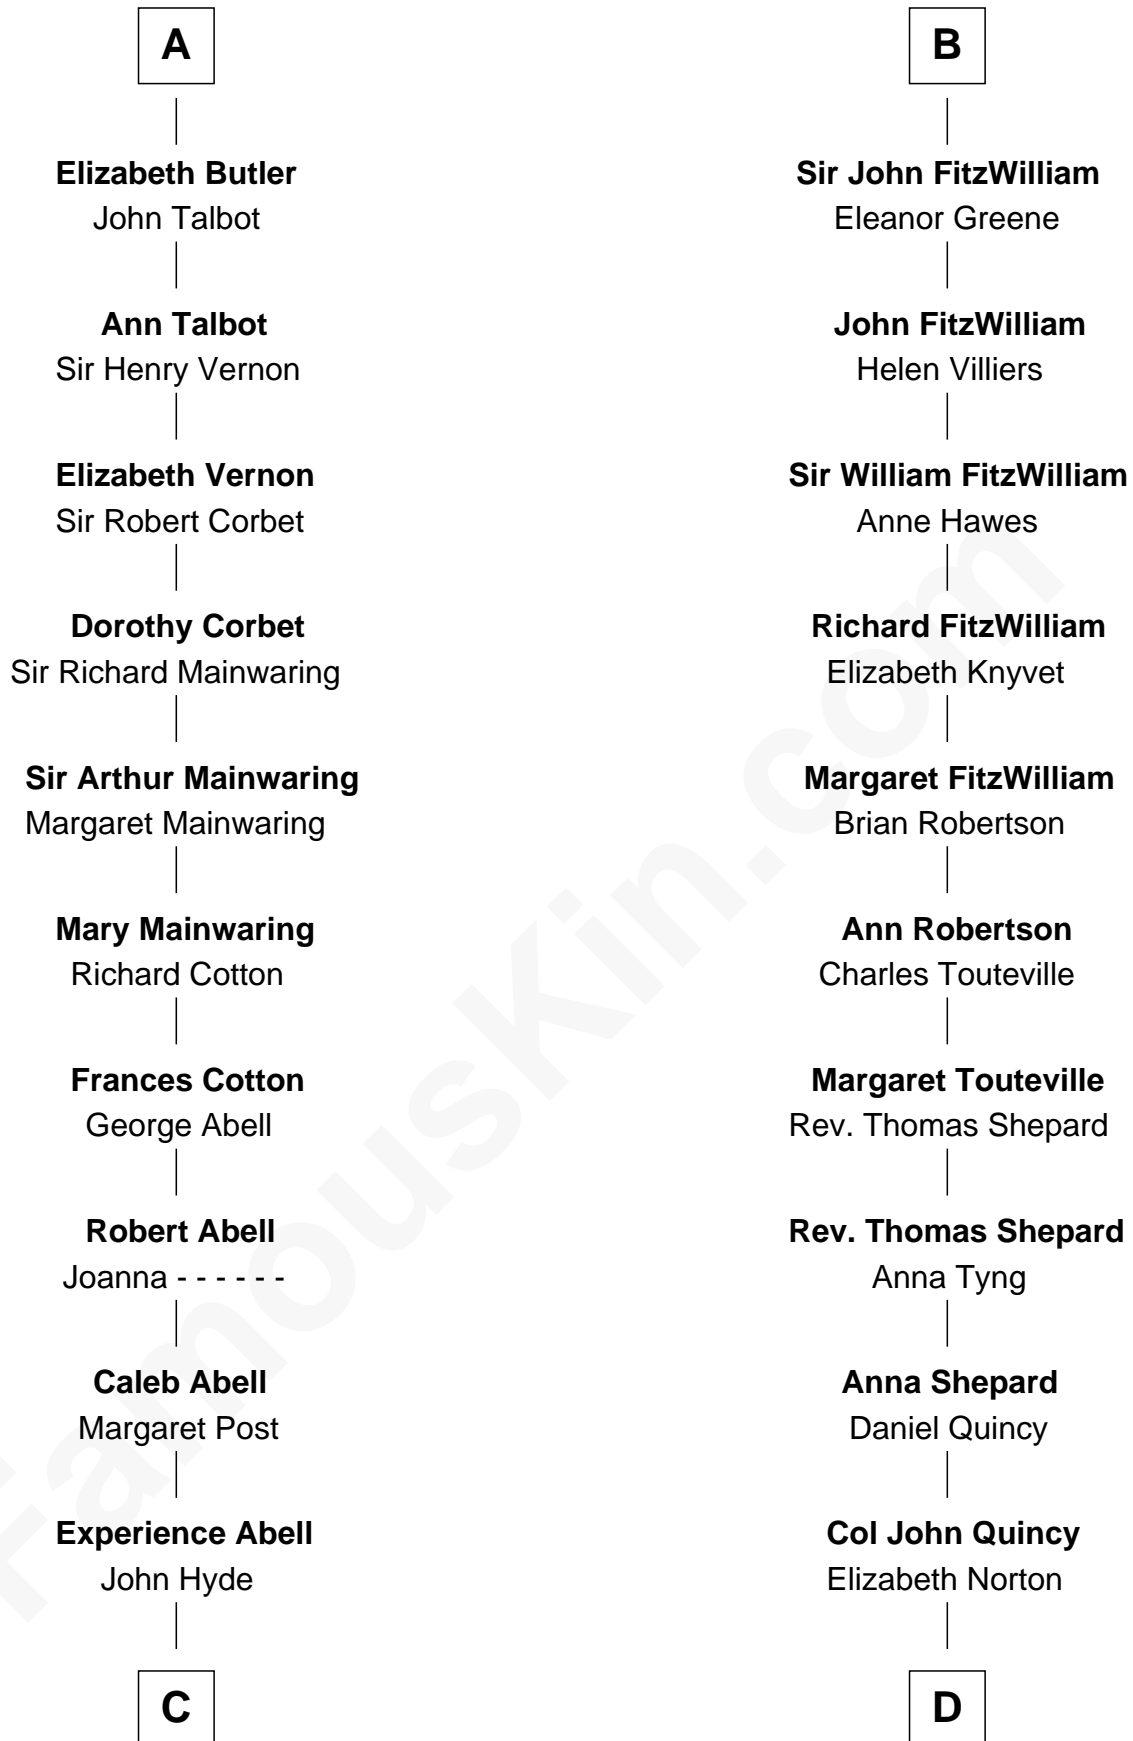 A
Elizabeth Butler
John Talbot
Ann Talbot
Sir Henry Vernon
Elizabeth Vernon
Sir Robert Corbet
Dorothy Corbet
Sir Richard Mainwaring
Sir Arthur Mainwaring
Margaret Mainwaring
Mary Mainwaring
Richard Cotton
Frances Cotton
George Abell
Robert Abell
Joanna - - - - - -
Caleb Abell
Margaret Post
Experience Abell
John Hyde
C
B
Sir John FitzWilliam
Eleanor Greene
John FitzWilliam
Helen Villiers
Sir William FitzWilliam
Anne Hawes
Richard FitzWilliam
Elizabeth Knyvet
Margaret FitzWilliam
Brian Robertson
Ann Robertson
Charles Touteville
Margaret Touteville
Rev. Thomas Shepard
Rev. Thomas Shepard
Anna Tyng
Anna Shepard
Daniel Quincy
Col John Quincy
Elizabeth Norton
D
FamousKin.com